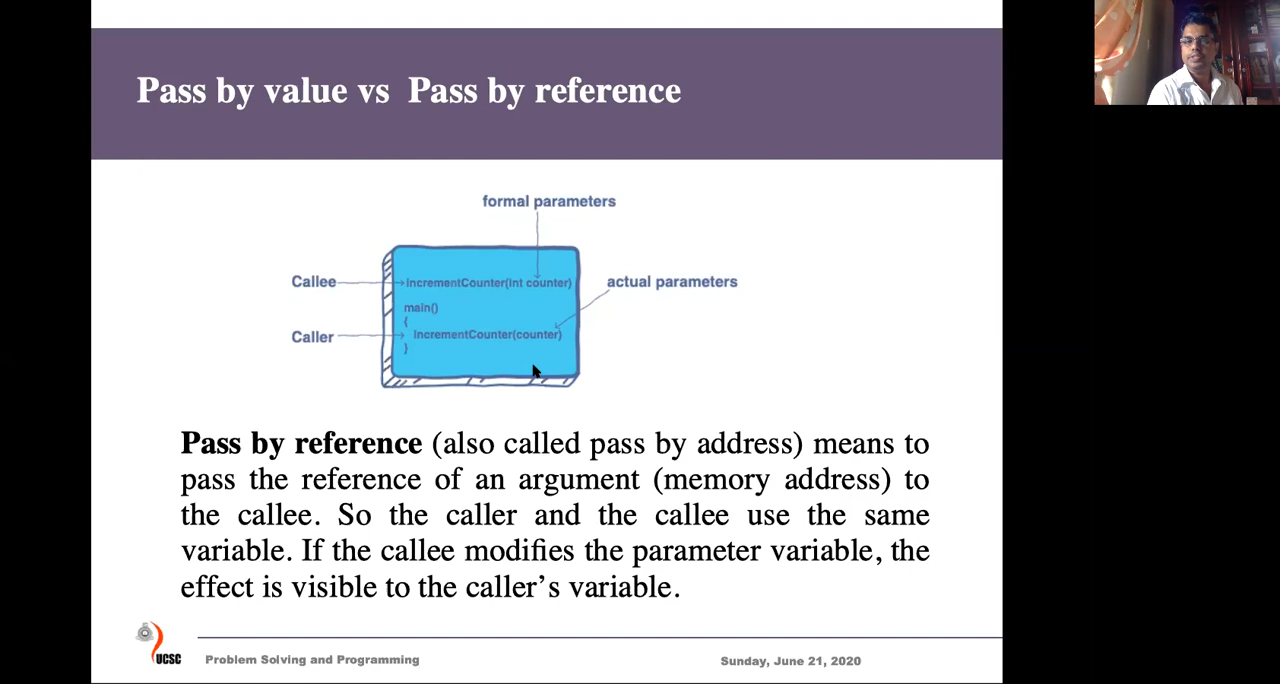 Pass by value vs Pass by reference
formal parameters
Callee
IncrementCounter(Int counter)
actual parameters
main()
{
Caller
IncrementCounter(counter)
}
Pass by reference (also called pass by address) means to
pass the reference of an argument (memory address) to
the callee. So the caller and the callee use the same
variable. If the callee modifies the parameter variable, the
effect is visible to the caller’s variable.
UCSC
Problem Solving and Programming
Sunday, June 21, 2020